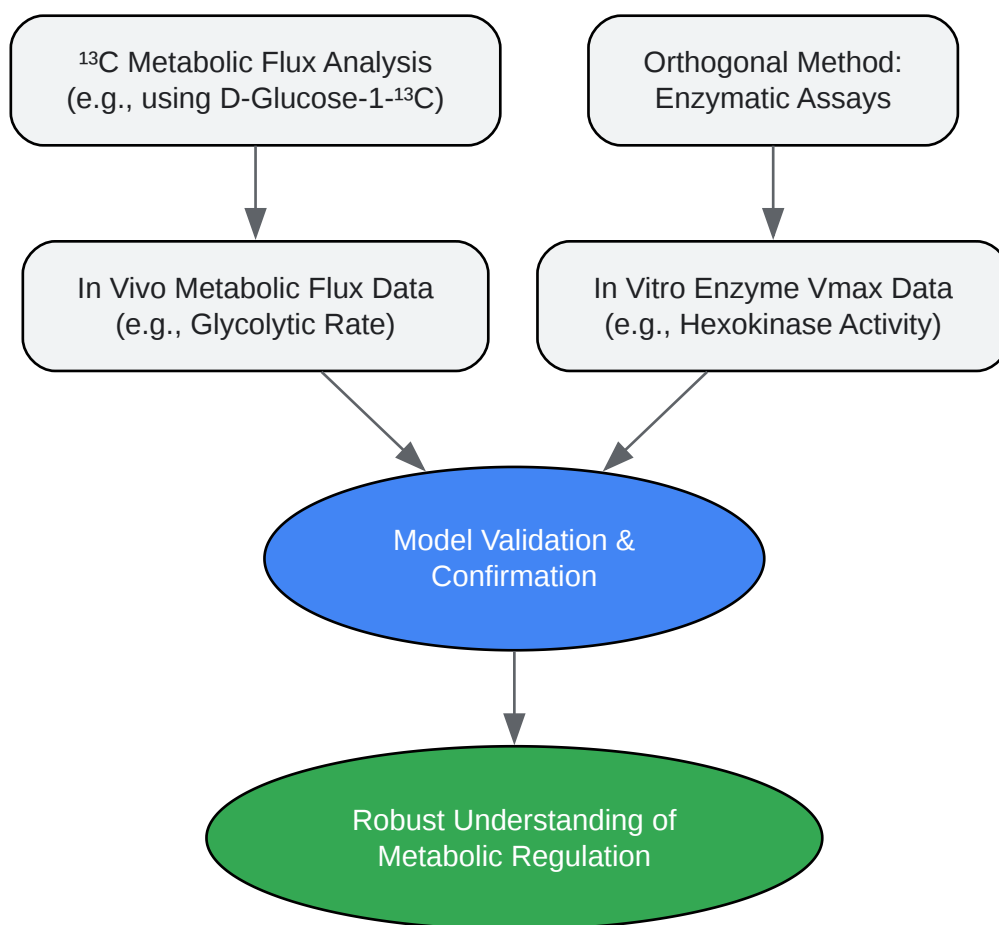 ¹³C Metabolic Flux Analysis
(e.g., using D-Glucose-1-¹³C)
Orthogonal Method:
Enzymatic Assays
In Vivo Metabolic Flux Data
(e.g., Glycolytic Rate)
In Vitro Enzyme Vmax Data
(e.g., Hexokinase Activity)
Model Validation &
Confirmation
Robust Understanding of
Metabolic Regulation